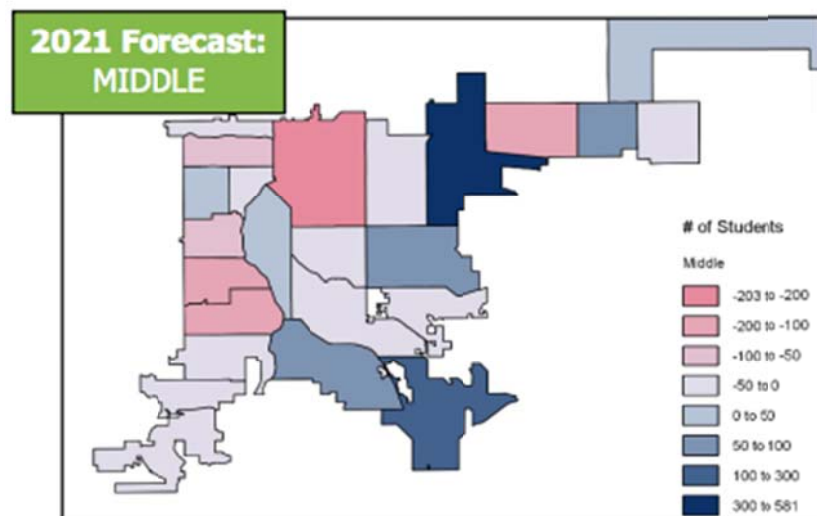 2021 Forecast:
MIDDLE
# of Students
Middle
-203 to -200
-200 to -100
-100 to -50
-50 to 0
0 to 50
50 to 100
100 to 300
300 to 581